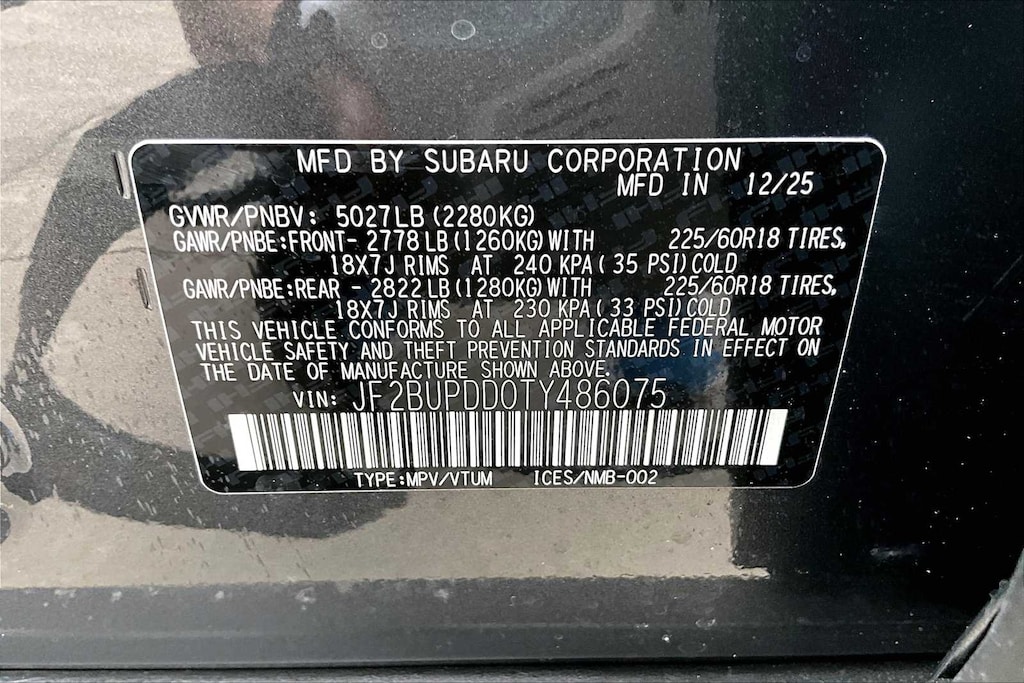 MFD BY SUBARU CORPORATION
MFD IN 12/25
GVWR/PNBV: 5027LB (2280KG)
GAWR/PNBE:FRONT- 2778 LB (1260KG) WITH 225/60R18 TIRES,
18X7J RIMS AT 240 KPA ( 35 PSI) COLD
GAWR/PNBE:REAR - 2822 LB (1280KG) WITH 225/60R18 TIRES,
18X7J RIMS AT 230 KPA ( 33 PSI) COLD
THIS VEHICLE CONFORMS TO ALL APPLICABLE FEDERAL MOTOR
VEHICLE SAFETY AND THEFT PREVENTION STANDARDS IN EFFECT ON
THE DATE OF MANUFACTURE SHOWN ABOVE.
VIN: JF2BUPDD0TY486075
TYPE:MPV/VTUM ICES/NMB-002